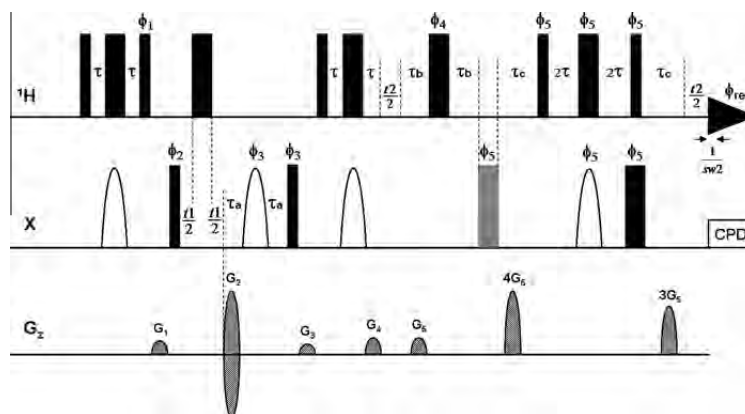 ϕ₁ ϕ₄ ϕ₅ ϕ₅ ϕ₅
¹H τ τ τ τ t2/2 τb τb τc 2τ 2τ τc t2/2 ϕre
ϕ₂ ϕ₃ ϕ₃ ϕ₅ ϕ₅ ϕ₅ 1/sw2
X t1/2 t1/2 τa τa CPD
G₂ 4G₅ 3G₅
Gz G₁ G₃ G₄ G₅